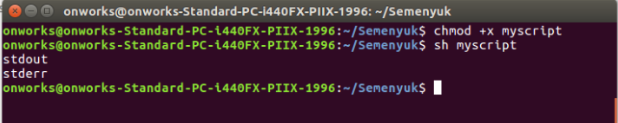 onworks@onworks-Standard-PC-i440FX-PIIX-1996: ~/Semenyuk
onworks@onworks-Standard-PC-i440FX-PIIX-1996:~/Semenyuk$ chmod +x myscript
onworks@onworks-Standard-PC-i440FX-PIIX-1996:~/Semenyuk$ sh myscript
stdout
stderr
onworks@onworks-Standard-PC-i440FX-PIIX-1996:~/Semenyuk$